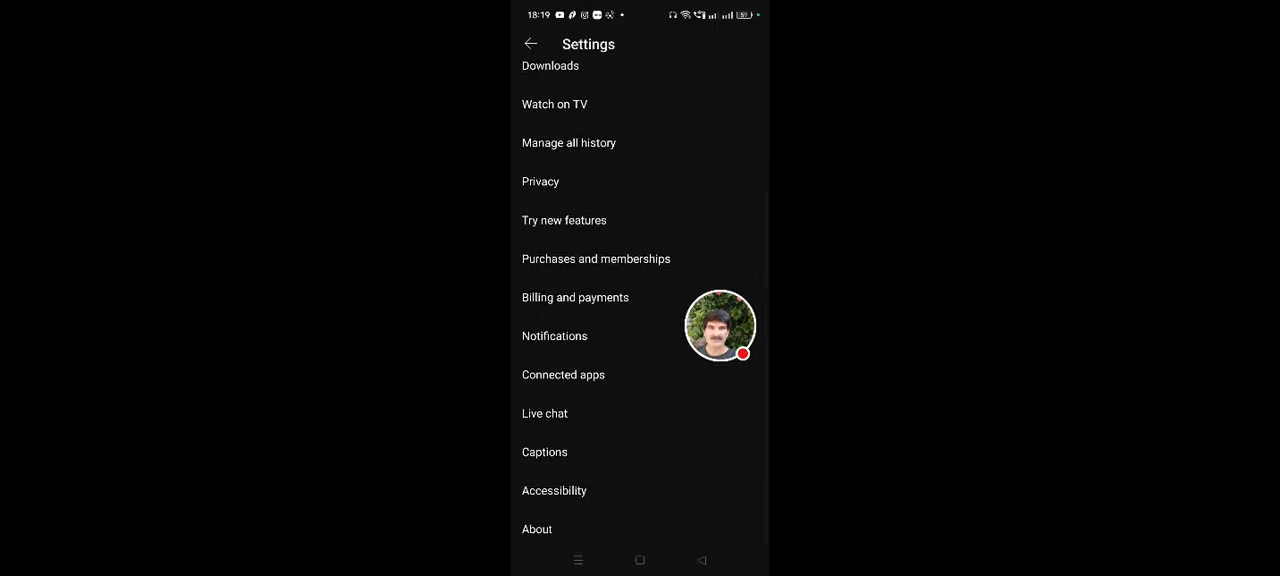 18:19
Settings
Downloads
Watch on TV
Manage all history
Privacy
Try new features
Purchases and memberships
Billing and payments
Notifications
Connected apps
Live chat
Captions
Accessibility
About